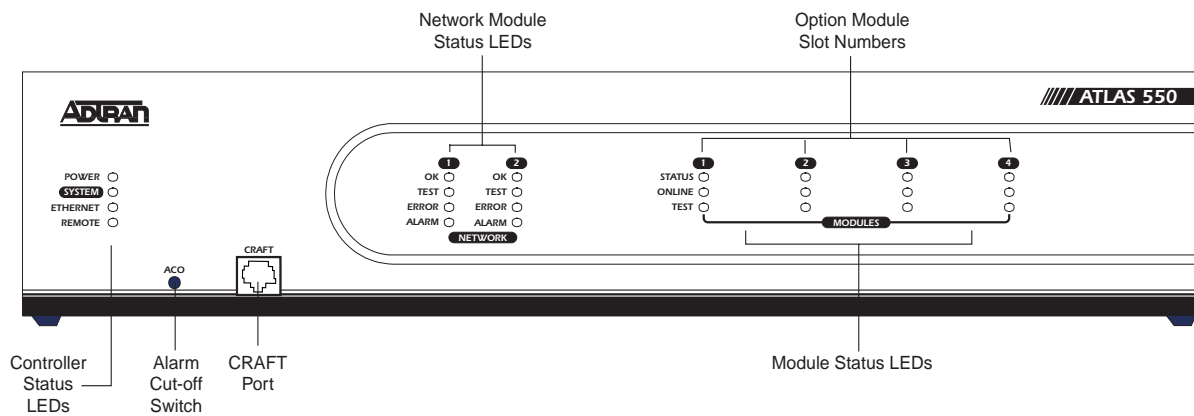 Network Module
Status LEDs
Option Module
Slot Numbers
ADTRAN
ATLAS 550
1 2
1 2 3 4
POWER
SYSTEM
ETHERNET
REMOTE
OK OK
TEST TEST
ERROR ERROR
ALARM ALARM
NETWORK
STATUS
ONLINE
TEST
MODULES
ACO
CRAFT
Controller
Status
LEDs
Alarm
Cut-off
Switch
CRAFT
Port
Module Status LEDs